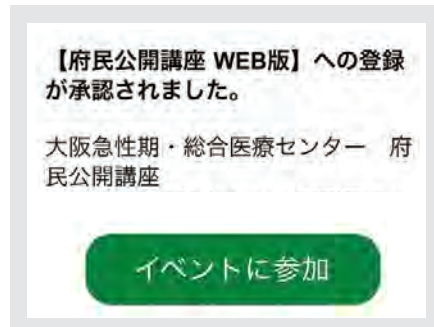 【府民公開講座 WEB版】への登録
が承認されました。
大阪急性期・総合医療センター　府
民公開講座
イベントに参加